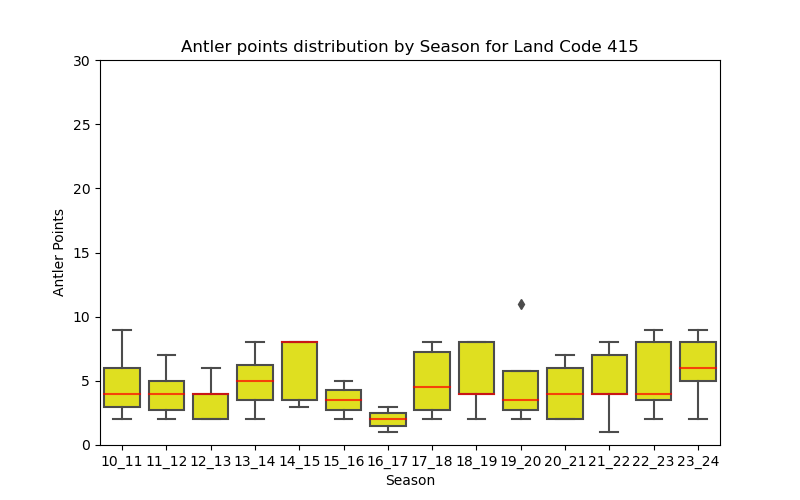 Antler points distribution by Season for Land Code 415
30
25
20
15
10
5
0
Antler Points
10_11 11_12 12_13 13_14 14_15 15_16 16_17 17_18 18_19 19_20 20_21 21_22 22_23 23_24
Season